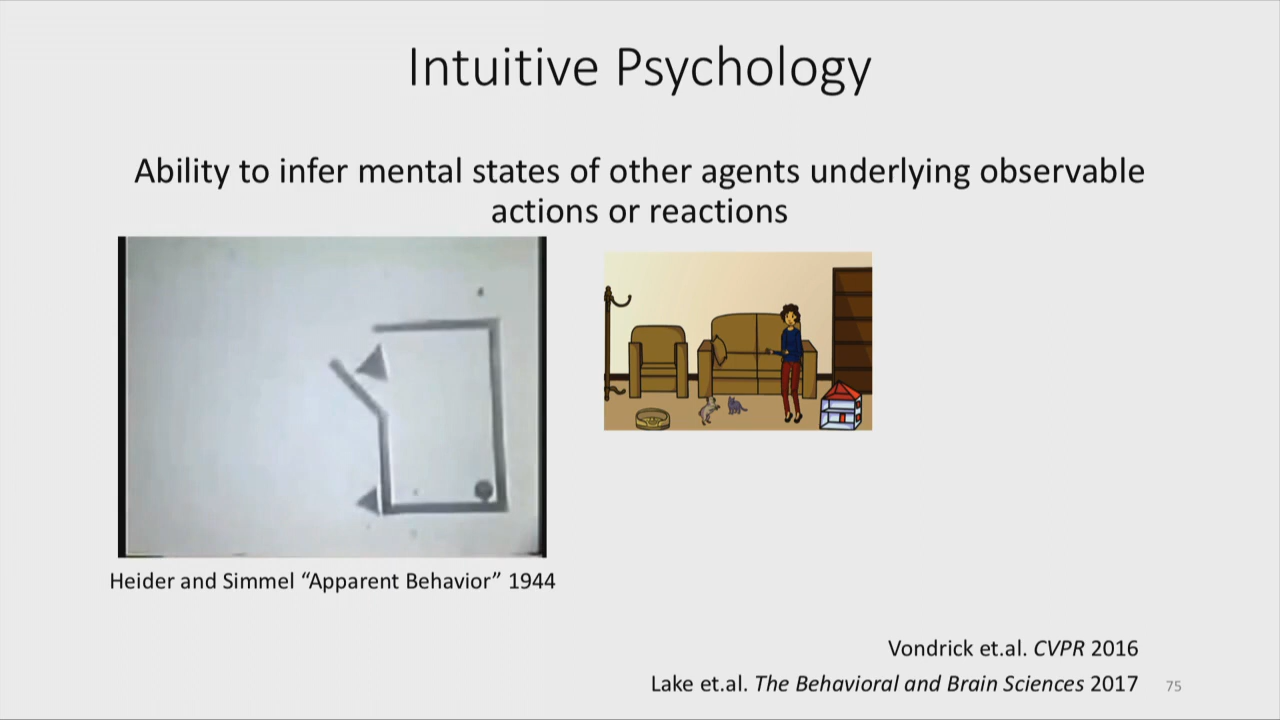 Intuitive Psychology
Ability to infer mental states of other agents underlying observable
actions or reactions
Heider and Simmel “Apparent Behavior” 1944
Vondrick et.al. CVPR 2016
Lake et.al. The Behavioral and Brain Sciences 2017
75